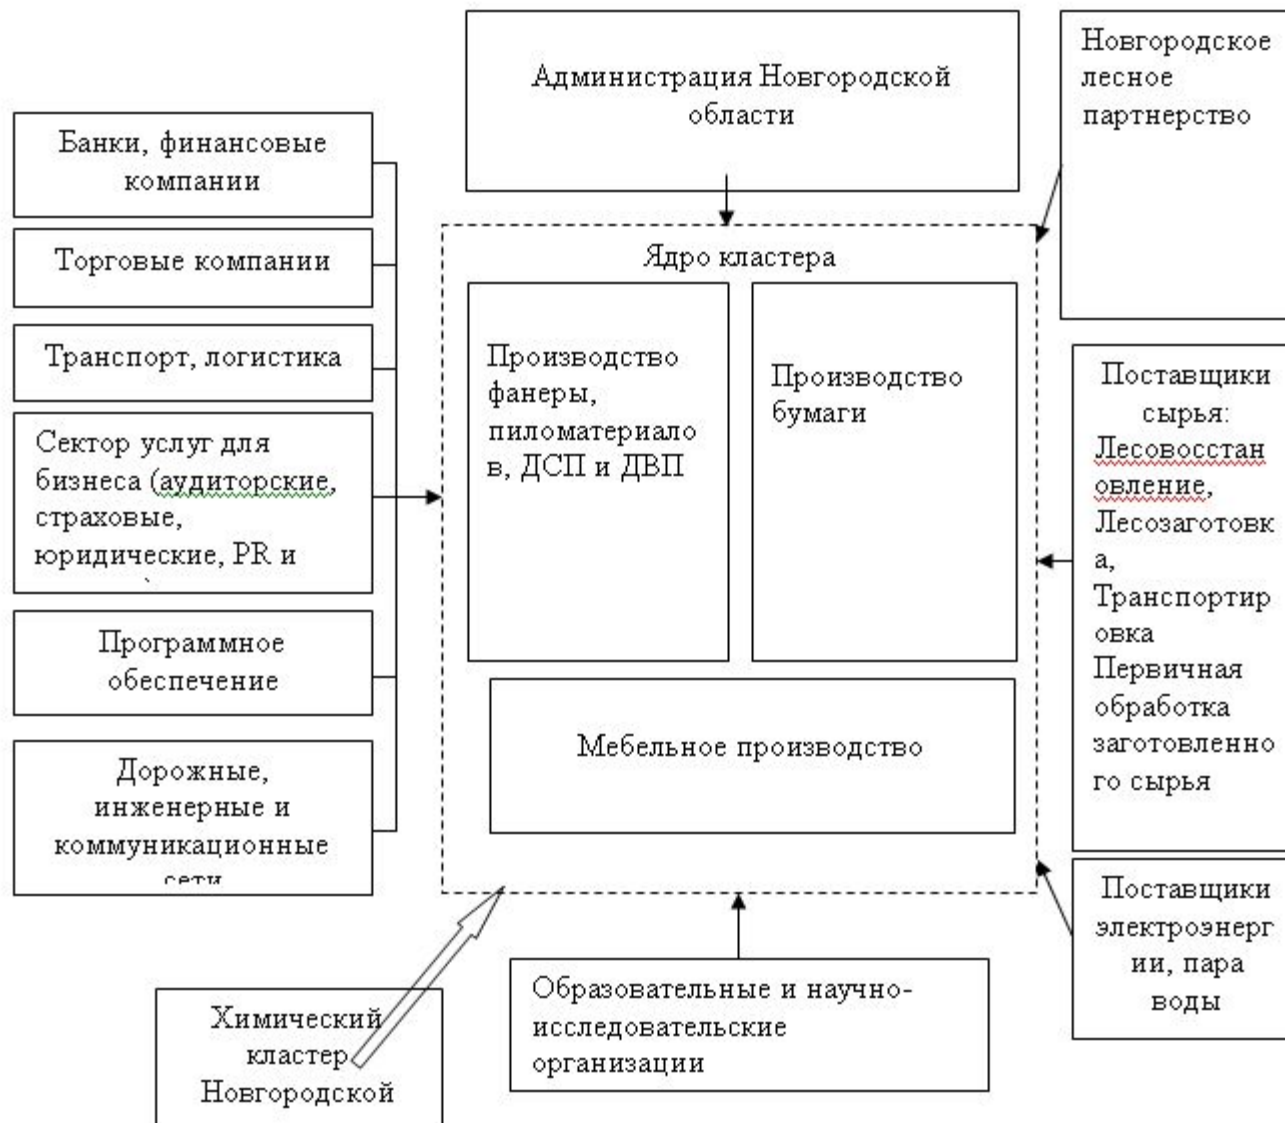 Администрация Новгородской
области
Новгородское
лесное
партнерство
Банки, финансовые
компании
Торговые компании
Транспорт, логистика
Сектор услуг для
бизнеса (аудиторские,
страховые,
юридические, PR и
Программное
обеспечение
Дорожные,
инженерные и
коммуникационные
сети
Ядро кластера
Производство
фанеры,
пиломатериало
в, ДСП и ДВП
Производство
бумаги
Мебельное производство
Поставщики
сырья:
Лесовосстан
овление,
Лесозаготовк
а,
Транспортир
овка
Первичная
обработка
заготовленно
го сырья
Поставщики
электроэнерг
ии, пара
воды
Образовательные и научно-
исследовательские
организации
Химический
кластер
Новгородской